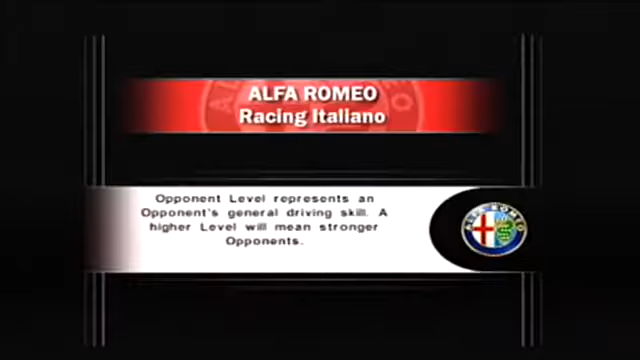 ALFA ROMEO
Racing Italiano
Opponent Level represents an
Opponent's general driving skill. A
higher Level will mean stronger
Opponents.
ALFA ROMEO